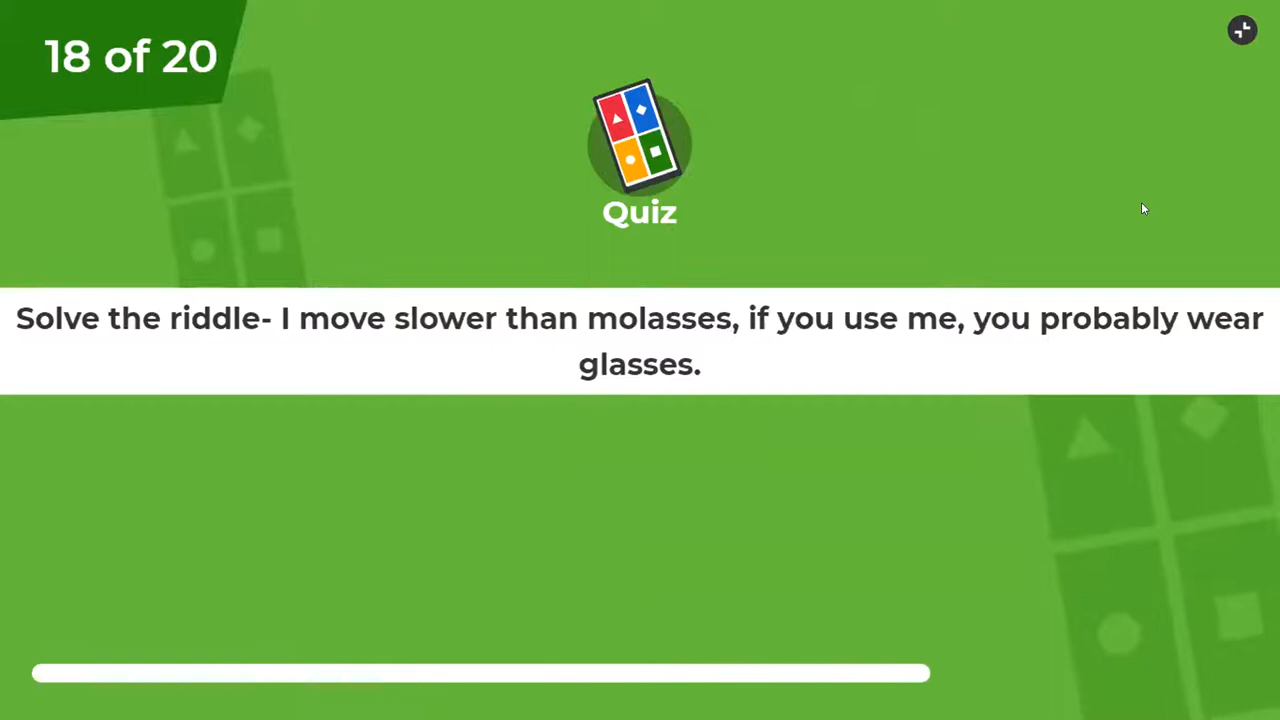 18 of 20
Quiz
Solve the riddle- I move slower than molasses, if you use me, you probably wear
glasses.